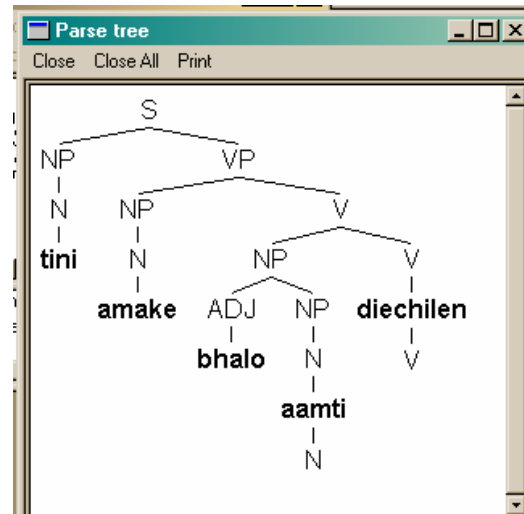 Parse tree
Close Close All Print
S
NP VP
N NP V
tini N NP V
amake ADJ NP diechilen
bhalo N V
aamti
N